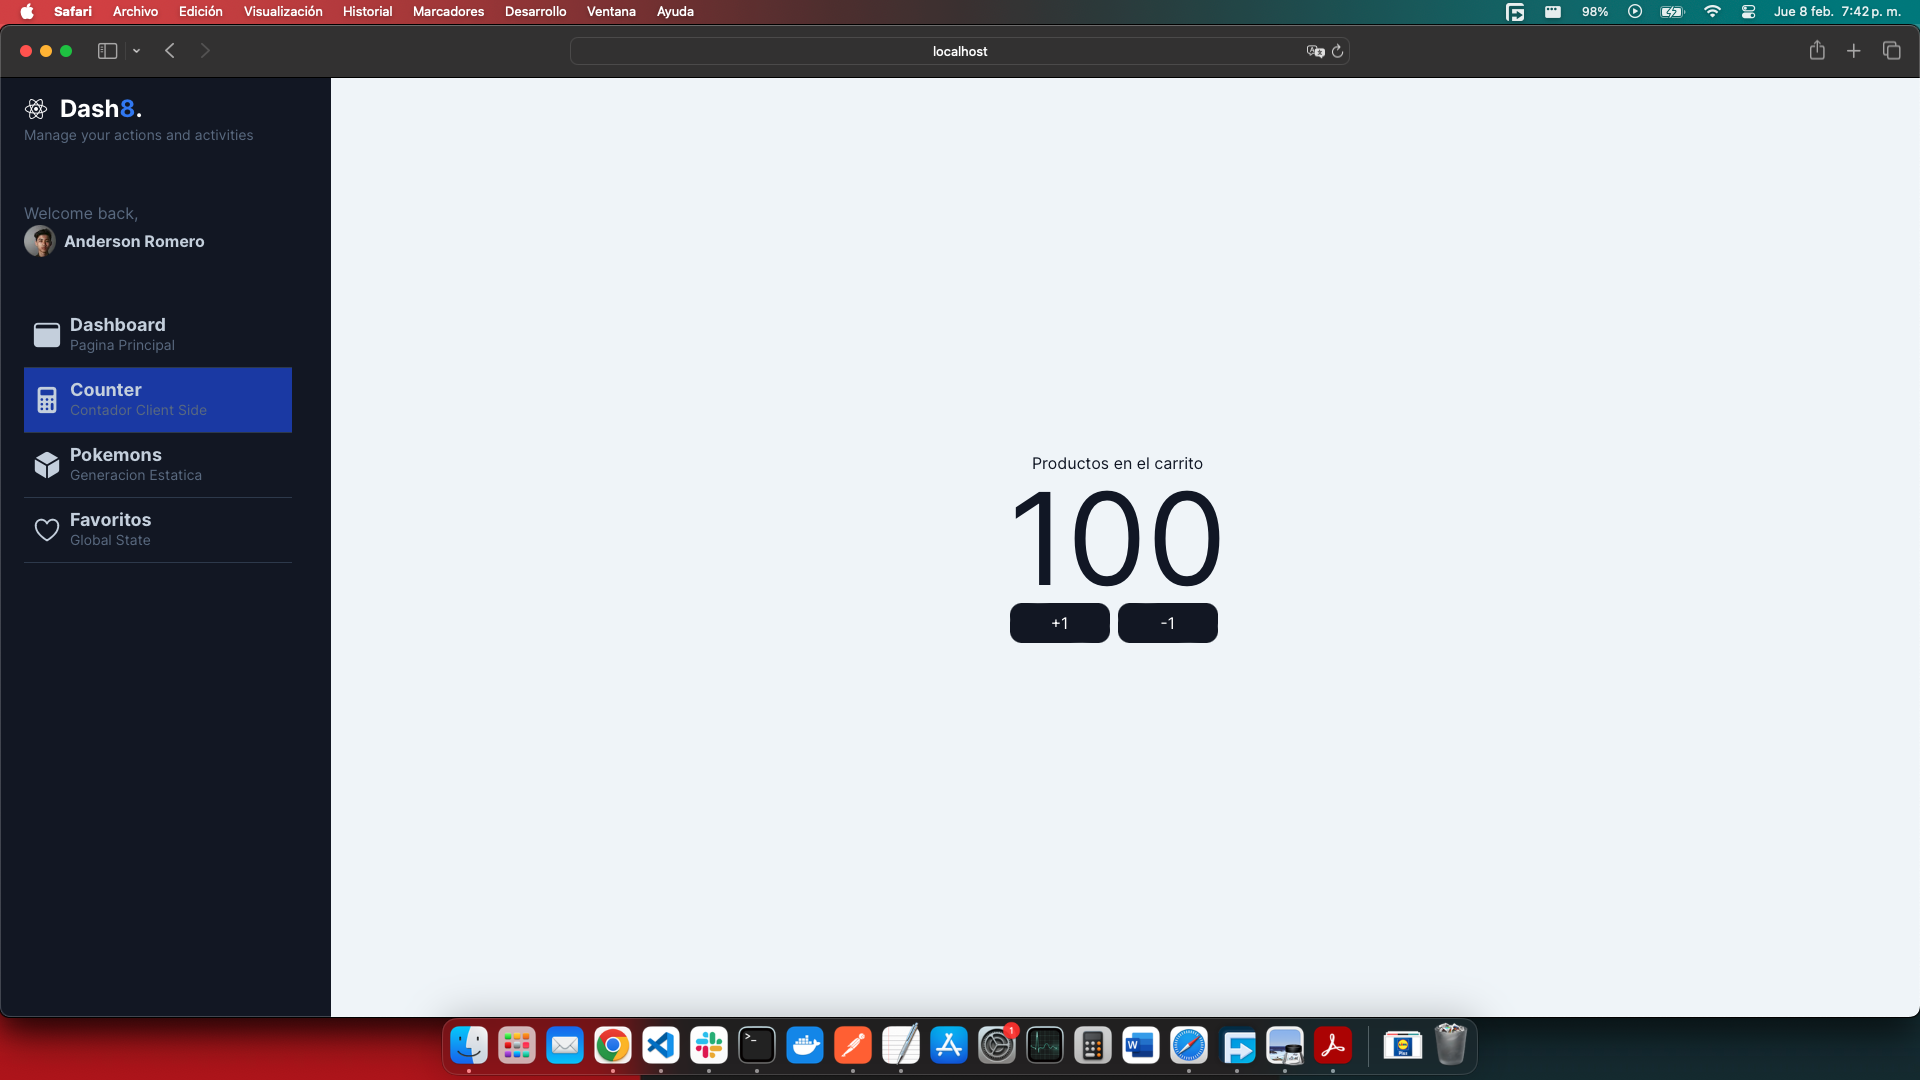 Safari Archivo Edición Visualización Historial Marcadores Desarrollo Ventana Ayuda 98% Jue 8 feb. 7:42 p. m.
localhost
Dash8.
Manage your actions and activities
Welcome back,
Anderson Romero
Dashboard
Pagina Principal
Counter
Contador Client Side
Pokemons
Generacion Estatica
Favoritos
Global State
Productos en el carrito
100
+1 -1
1